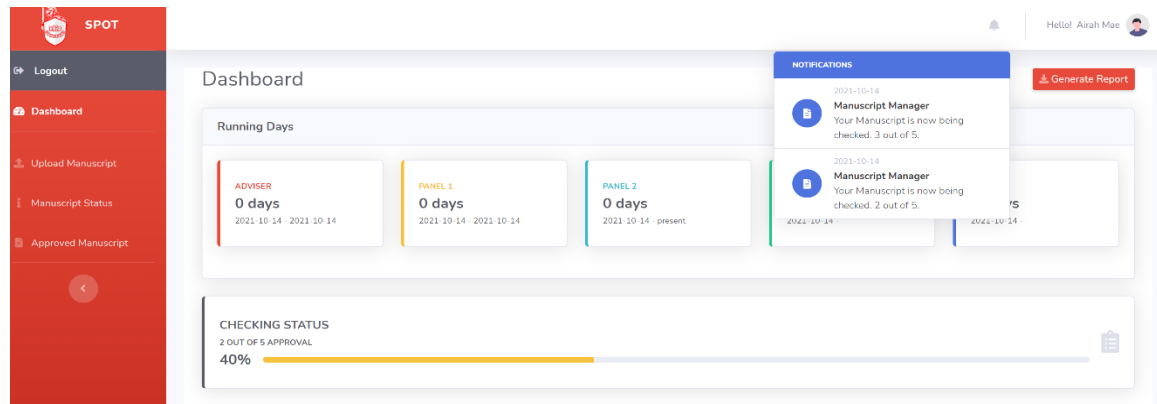 SPOT
Hello! Airah Mae
Logout
Dashboard
Upload Manuscript
Manuscript Status
Approved Manuscript
Dashboard
Generate Report
NOTIFICATIONS
2021-10-14
Manuscript Manager
Your Manuscript is now being
checked. 3 out of 5.
2021-10-14
Manuscript Manager
Your Manuscript is now being
checked. 2 out of 5.
Running Days
ADVISER
0 days
2021-10-14 - 2021-10-14
PANEL 1
0 days
2021-10-14 - 2021-10-14
PANEL 2
0 days
2021-10-14 - present
2021-10-14 -
2021-10-14 -
CHECKING STATUS
2 OUT OF 5 APPROVAL
40%